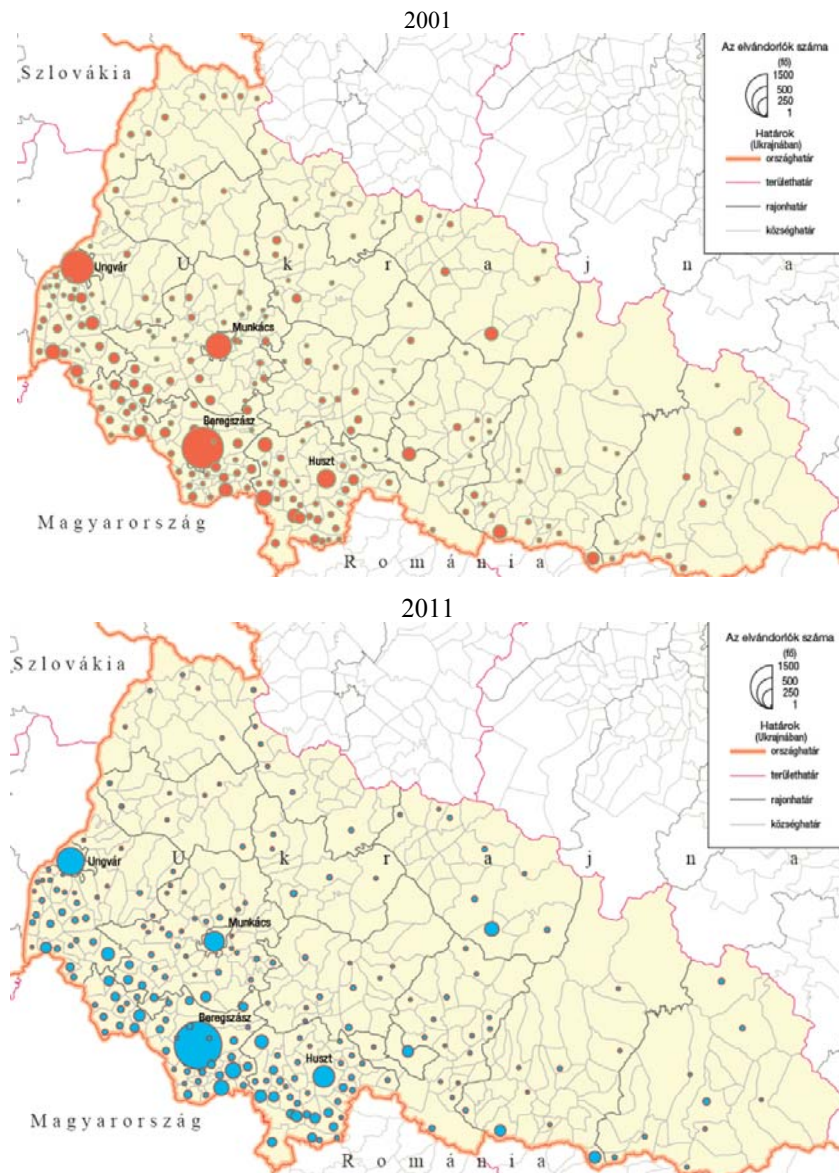 2001
Szlovákia
Az elvándorlók száma
(fő)
1500
500
250
1
Határok
(Ukrajnában)
országhatár
területhatár
rajonhatár
községhatár
Ungvár
U k r a j n a
Munkács
Beregszász
Huszt
Magyarország
Románia
2011
Szlovákia
Az elvándorlók száma
(fő)
1500
500
250
1
Határok
(Ukrajnában)
országhatár
területhatár
rajonhatár
községhatár
Ungvár
U k r a j n a
Munkács
Beregszász
Huszt
Magyarország
Románia